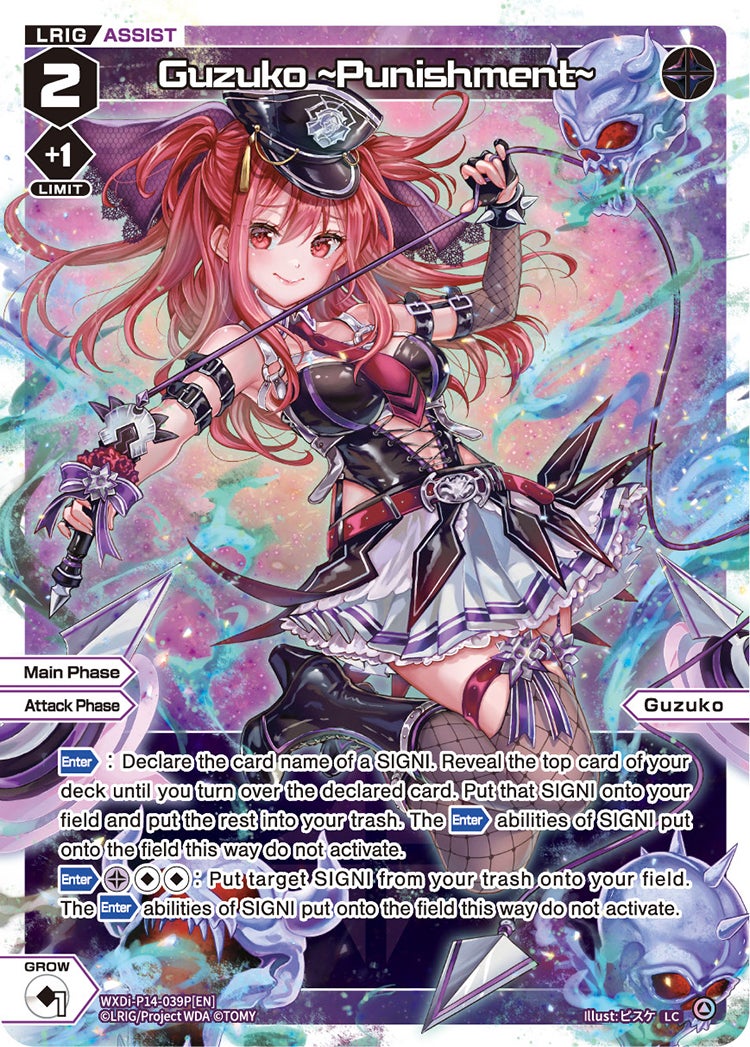 LRIG ASSIST
2
Guzuko ~Punishment~
+1
LIMIT
Main Phase
Attack Phase
Guzuko
Enter : Declare the card name of a SIGNI. Reveal the top card of your
deck until you turn over the declared card. Put that SIGNI onto your
field and put the rest into your trash. The Enter abilities of SIGNI put
onto the field this way do not activate.
Enter : Put target SIGNI from your trash onto your field.
The Enter abilities of SIGNI put onto the field this way do not activate.
GROW
1
WXDi-P14-039P[EN]
©LRIG/Project WDA ©TOMY
Illust:ピスケ LC